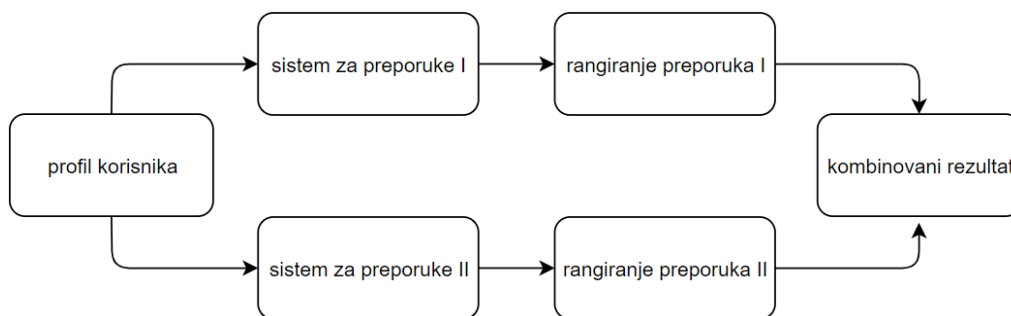 sistem za preporuke I
rangiranje preporuka I
profil korisnika
kombinovani rezultat
sistem za preporuke II
rangiranje preporuka II